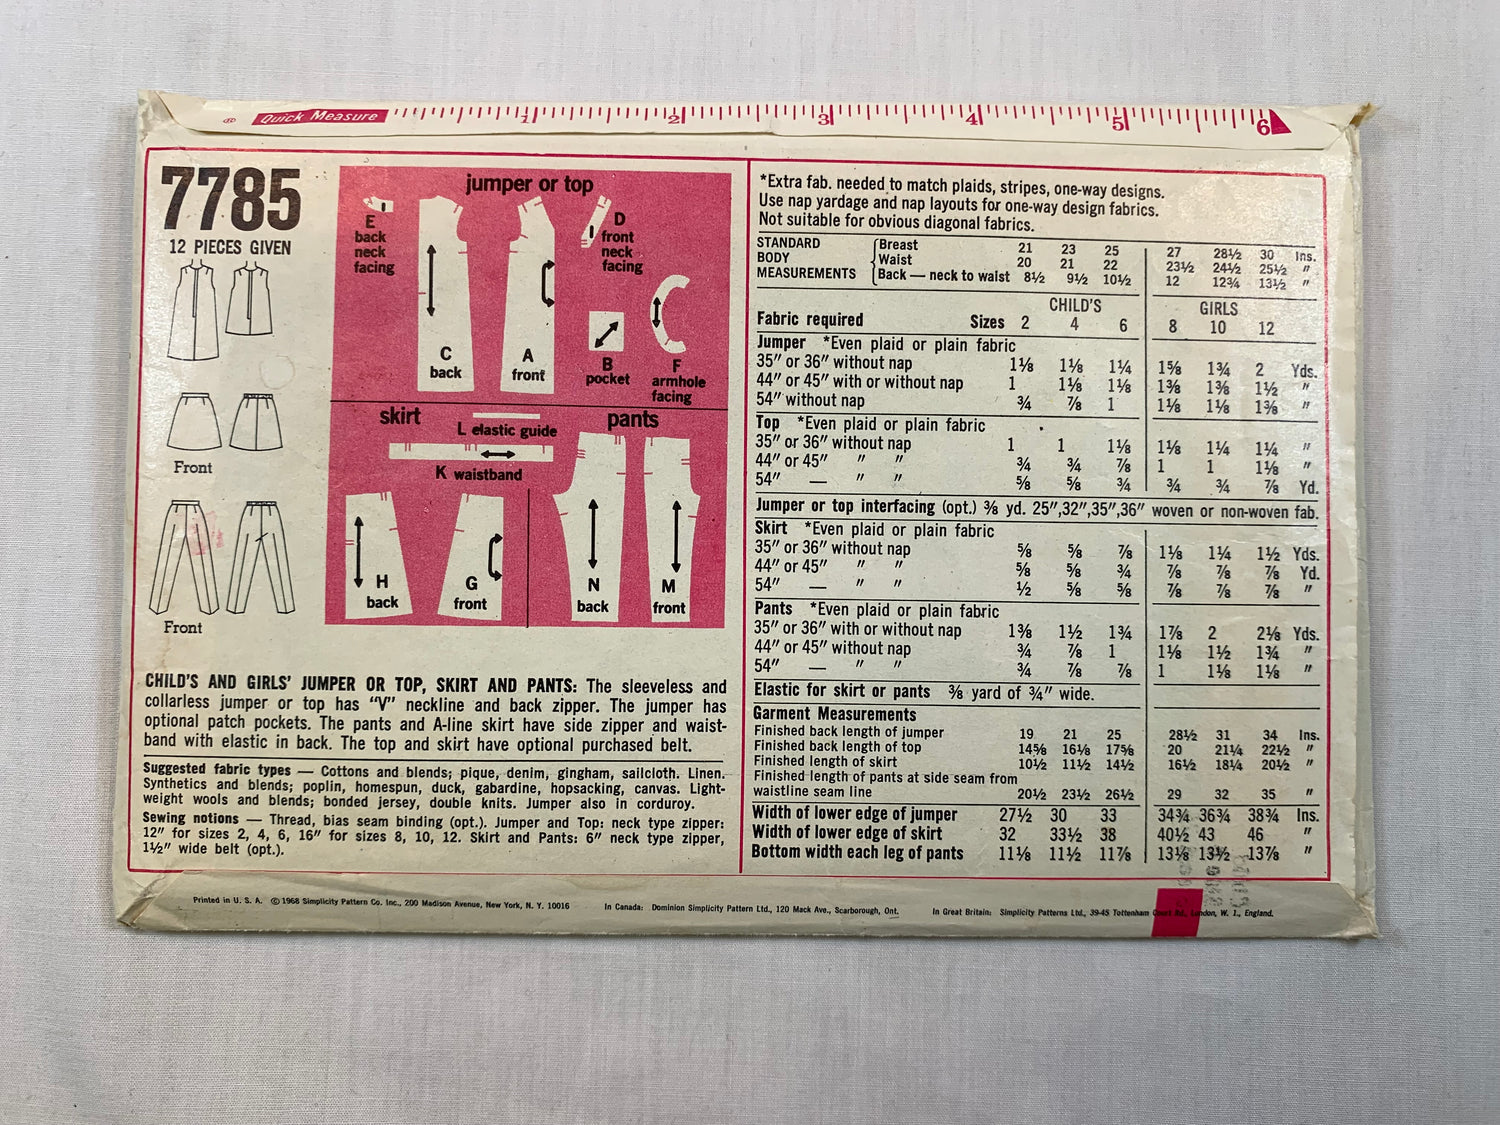 Quick Measure 1 2 3 4 5 6
7785
12 PIECES GIVEN
Front
Front
jumper or top
E
back
neck
facing
C
back
A
front
D
front
neck
facing
B
pocket
F
armhole
facing
skirt
L elastic guide
K waistband
pants
H
back
G
front
N
back
M
front
CHILD'S AND GIRLS' JUMPER OR TOP, SKIRT AND PANTS: The sleeveless and
collarless jumper or top has "V" neckline and back zipper. The jumper has
optional patch pockets. The pants and A-line skirt have side zipper and waist-
band with elastic in back. The top and skirt have optional purchased belt.
Suggested fabric types — Cottons and blends; pique, denim, gingham, sailcloth. Linen.
Synthetics and blends; poplin, homespun, duck, gabardine, hopsacking, canvas. Light-
weight wools and blends; bonded jersey, double knits. Jumper also in corduroy.
Sewing notions — Thread, bias seam binding (opt.). Jumper and Top: neck type zipper:
12" for sizes 2, 4, 6, 16" for sizes 8, 10, 12. Skirt and Pants: 6" neck type zipper,
1½" wide belt (opt.).
*Extra fab. needed to match plaids, stripes, one-way designs.
Use nap yardage and nap layouts for one-way design fabrics.
Not suitable for obvious diagonal fabrics.
STANDARD BODY MEASUREMENTS
Breast 21 23 25 27 28½ 30 Ins.
Waist 20 21 22 23½ 24½ 25½ "
Back — neck to waist 8½ 9½ 10½ 12 12¾ 13½ "
CHILD'S GIRLS
Fabric required Sizes 2 4 6 8 10 12
Jumper *Even plaid or plain fabric
35" or 36" without nap 1⅛ 1⅛ 1¼ 1⅝ 1¾ 2 Yds.
44" or 45" with or without nap 1 1⅛ 1⅛ 1⅜ 1⅜ 1½ "
54" without nap ¾ ⅞ 1 1⅛ 1⅛ 1⅜ "
Top *Even plaid or plain fabric
35" or 36" without nap 1 1 1⅛ 1⅛ 1¼ 1¼ "
44" or 45" " " ¾ ¾ ⅞ 1 1 1⅛ "
54" — " " ⅝ ⅝ ¾ ¾ ¾ ⅞ Yd.
Jumper or top interfacing (opt.) ⅜ yd. 25",32",35",36" woven or non-woven fab.
Skirt *Even plaid or plain fabric
35" or 36" without nap ⅝ ⅝ ⅞ 1⅛ 1¼ 1½ Yds.
44" or 45" " " ⅝ ⅝ ¾ ⅞ ⅞ ⅞ Yd.
54" — " " ½ ⅝ ⅝ ⅞ ⅞ ⅞ "
Pants *Even plaid or plain fabric
35" or 36" with or without nap 1⅜ 1½ 1¾ 1⅞ 2 2⅛ Yds.
44" or 45" without nap ¾ ⅞ 1 1⅛ 1½ 1¾ "
54" — " " ¾ ⅞ ⅞ 1 1⅛ 1⅛ "
Elastic for skirt or pants ⅜ yard of ¾" wide.
Garment Measurements
Finished back length of jumper 19 21 25 28½ 31 34 Ins.
Finished back length of top 14⅝ 16⅛ 17⅝ 20 21¼ 22½ "
Finished length of skirt 10½ 11½ 14½ 16½ 18¼ 20½ "
Finished length of pants at side seam from
waistline seam line 20½ 23½ 26½ 29 32 35 "
Width of lower edge of jumper 27½ 30 33 34¾ 36¾ 38¾ Ins.
Width of lower edge of skirt 32 33½ 38 40½ 43 46 "
Bottom width each leg of pants 11⅛ 11½ 11⅞ 13⅛ 13½ 13⅞ "
Printed in U. S. A. © 1968 Simplicity Pattern Co. Inc., 200 Madison Avenue, New York, N. Y. 10016 In Canada: Dominion Simplicity Pattern Ltd., 120 Mack Ave., Scarborough, Ont. In Great Britain: Simplicity Patterns Ltd., 39-45 Tottenham Court Rd., London, W. 1., England.